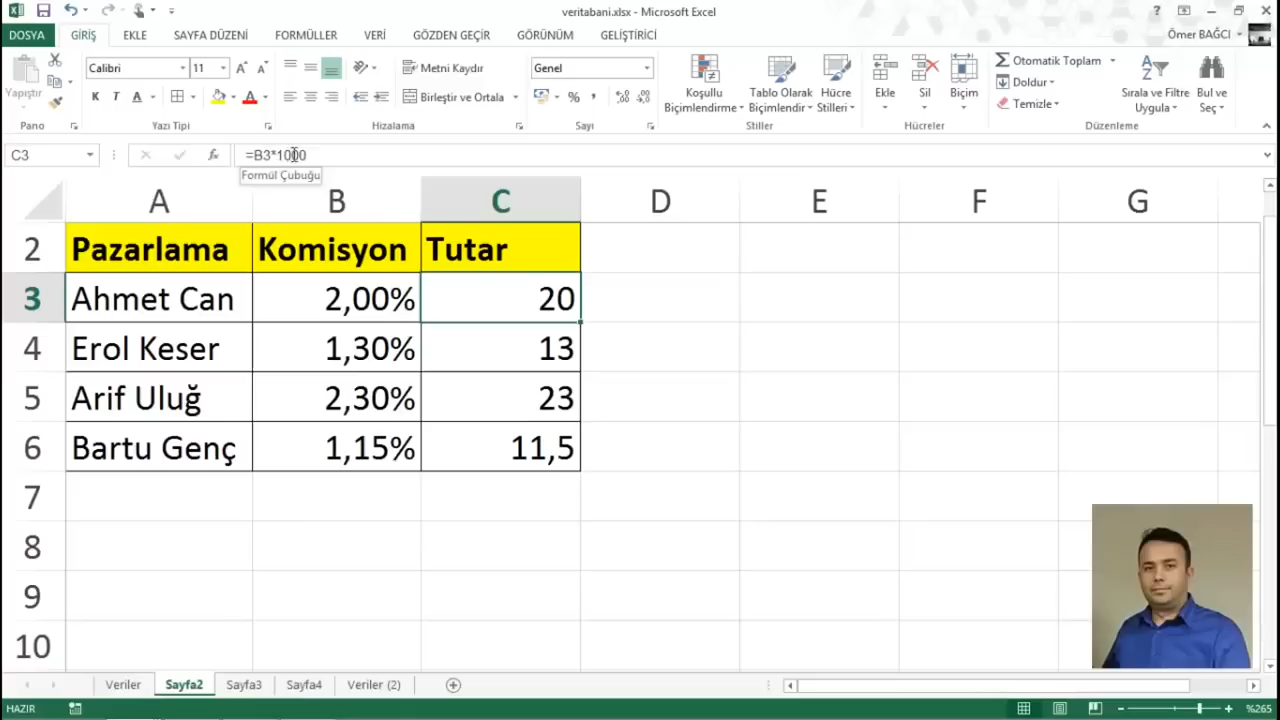 veritabani.xlsx - Microsoft Excel
DOSYA GİRİŞ EKLE SAYFA DÜZENİ FORMÜLLER VERİ GÖZDEN GEÇİR GÖRÜNÜM GELİŞTİRİCİ Ömer BAĞCI
Yapıştır
Calibri 11
K T A
Metni Kaydır
Birleştir ve Ortala
Genel
%
Koşullu Biçimlendirme
Tablo Olarak Biçimlendir
Hücre Stilleri
Ekle
Sil
Biçim
Otomatik Toplam
Doldur
Temizle
Sırala ve Filtre Uygula
Bul ve Seç
Pano Yazı Tipi Hizalama Sayı Stiller Hücreler Düzenleme
C3 fx =B3*1000
Formül Çubuğu
A B C D E F G
2 Pazarlama Komisyon Tutar
3 Ahmet Can 2,00% 20
4 Erol Keser 1,30% 13
5 Arif Uluğ 2,30% 23
6 Bartu Genç 1,15% 11,5
7
8
9
10
Veriler Sayfa2 Sayfa3 Sayfa4 Veriler (2)
HAZIR %265